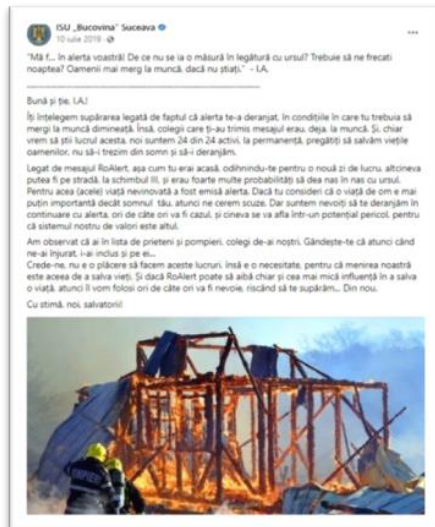 ISU „Bucovina" Suceava
10 iulie 2019
"Mă f... în alerta voastră! De ce nu se ia o măsură în legătură cu ursul? Trebuie să ne frecati
noaptea? Oamenii mai merg la muncă, dacă nu știați." - I.A.
Bună și ție, I.A.!
Îți înțelegem supărarea legată de faptul că alerta te-a deranjat, în condițiile în care tu trebuia să
mergi la muncă dimineață. Însă, colegii care ți-au trimis mesajul erau, deja, la muncă. Și, chiar
vrem să știi lucrul acesta, noi suntem 24 din 24 activi, la permanență, pregătiți să salvăm viețile
oamenilor, nu să-i trezim din somn și să-i deranjăm.
Legat de mesajul RoAlert, așa cum tu erai acasă, odihnindu-te pentru o nouă zi de lucru, altcineva
putea fi pe stradă, la schimbul III, și erau foarte multe probabilități să dea nas în nas cu ursul.
Pentru acea (acele) viață nevinovată a fost emisă alerta. Dacă tu consideri că o viață de om e mai
puțin importantă decât somnul tău, atunci ne cerem scuze. Dar suntem nevoiți să te deranjăm în
continuare cu alerta, ori de câte ori va fi cazul, și cineva se va afla într-un potențial pericol, pentru
că sistemul nostru de valori este altul.
Am observat că ai în lista de prieteni și pompieri, colegi de-ai noștri. Gândește-te că atunci când
ne-ai înjurat, i-ai inclus și pe ei...
Crede-ne, nu e o plăcere să facem aceste lucruri, însă e o necesitate, pentru că menirea noastră
este aceea de a salva vieți. Și dacă RoAlert poate să aibă chiar și cea mai mică influență în a salva
o viață, atunci îl vom folosi ori de câte ori va fi nevoie, riscând să te supărăm... Din nou.
Cu stimă, noi, salvatorii!